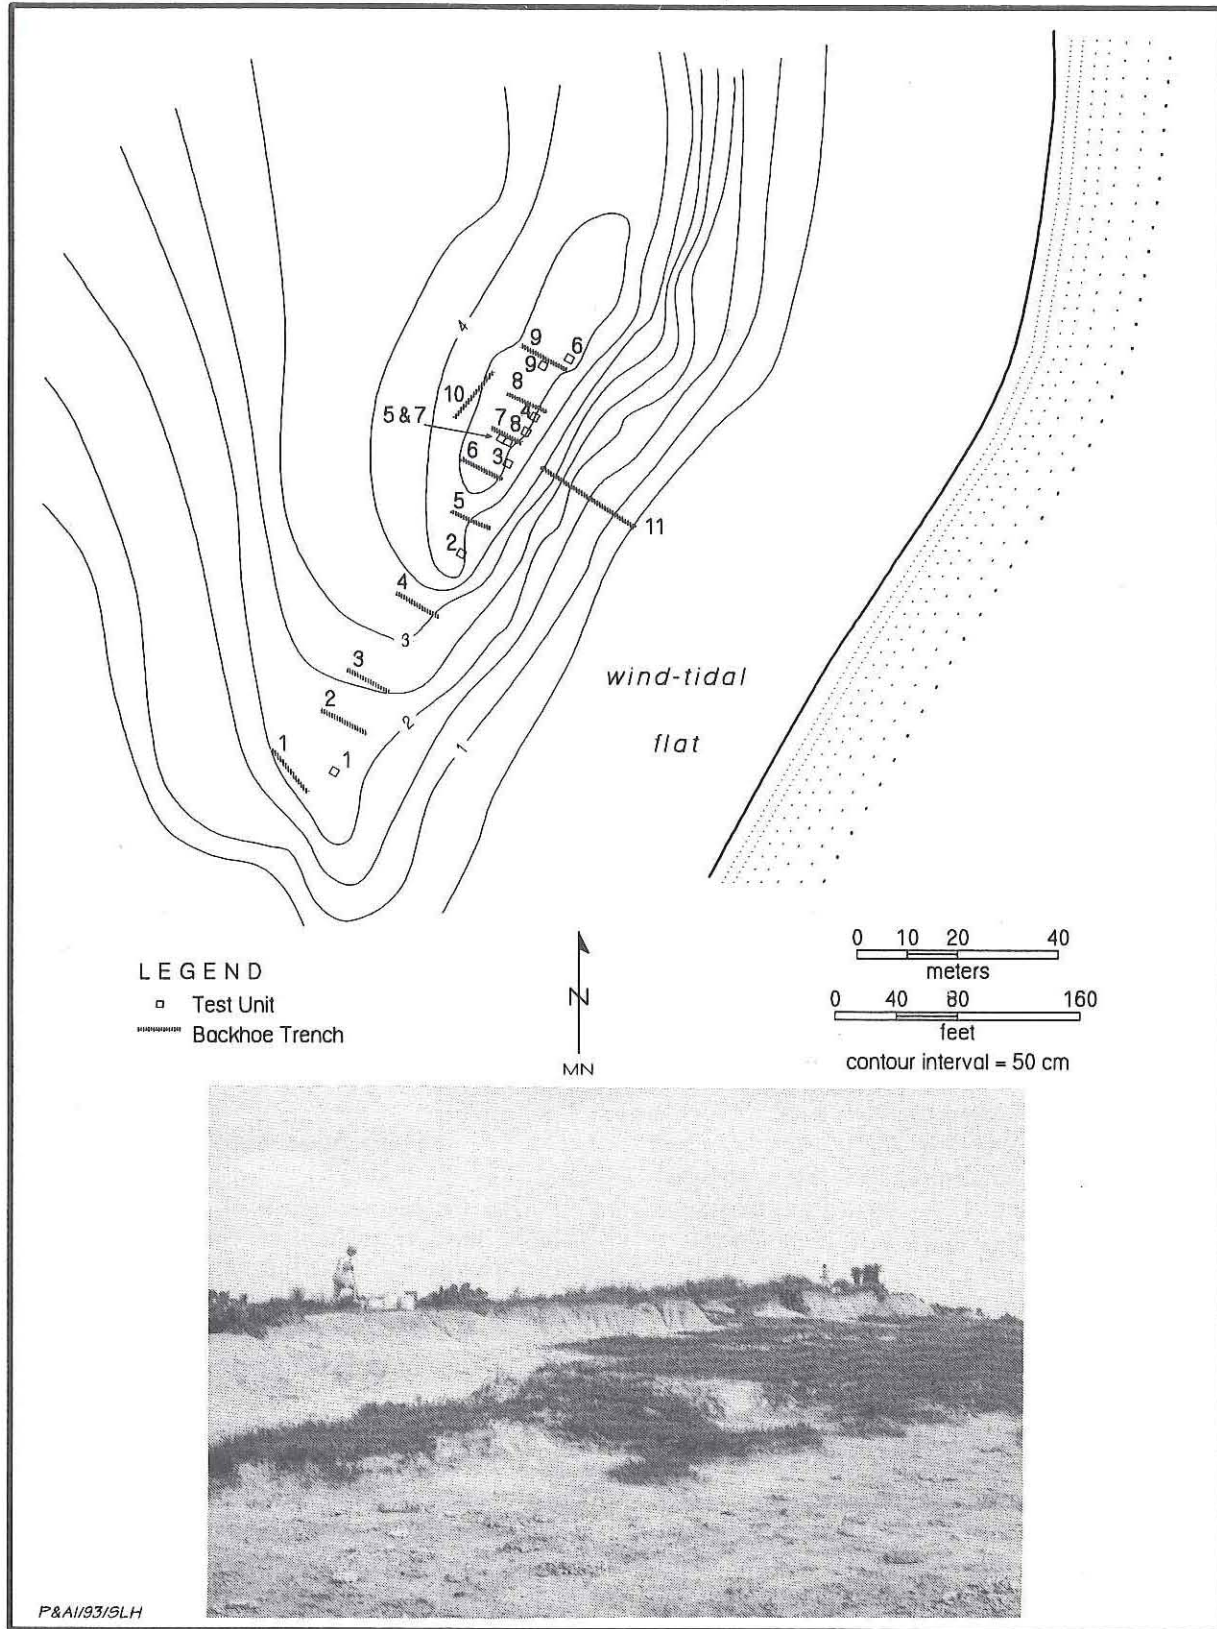 4
9
6
9
10
8
4
5 & 7
7
8
6
3
5
11
2
4
3
3
wind-tidal
2
2
flat
1
1
1
LEGEND
Test Unit
Backhoe Trench
N
MN
0 10 20 40
meters
0 40 80 160
feet
contour interval = 50 cm
P&AI/93/SLH